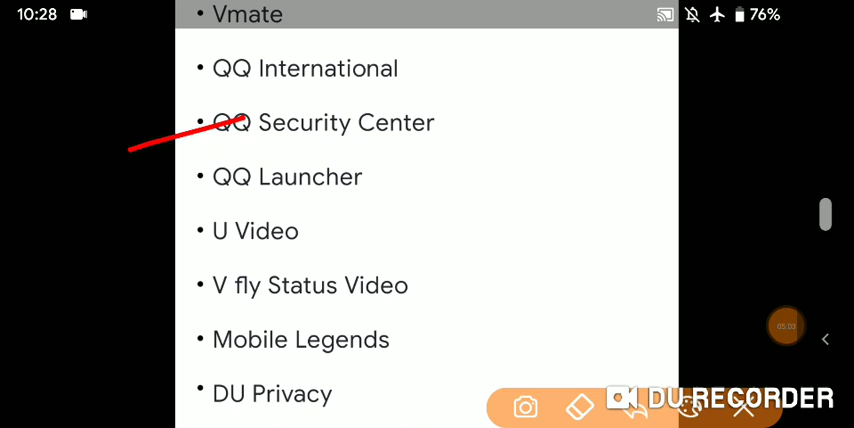 10:28
76%
• Vmate
• QQ International
• QQ Security Center
• QQ Launcher
• U Video
• V fly Status Video
• Mobile Legends
• DU Privacy
05:03
DU RECORDER